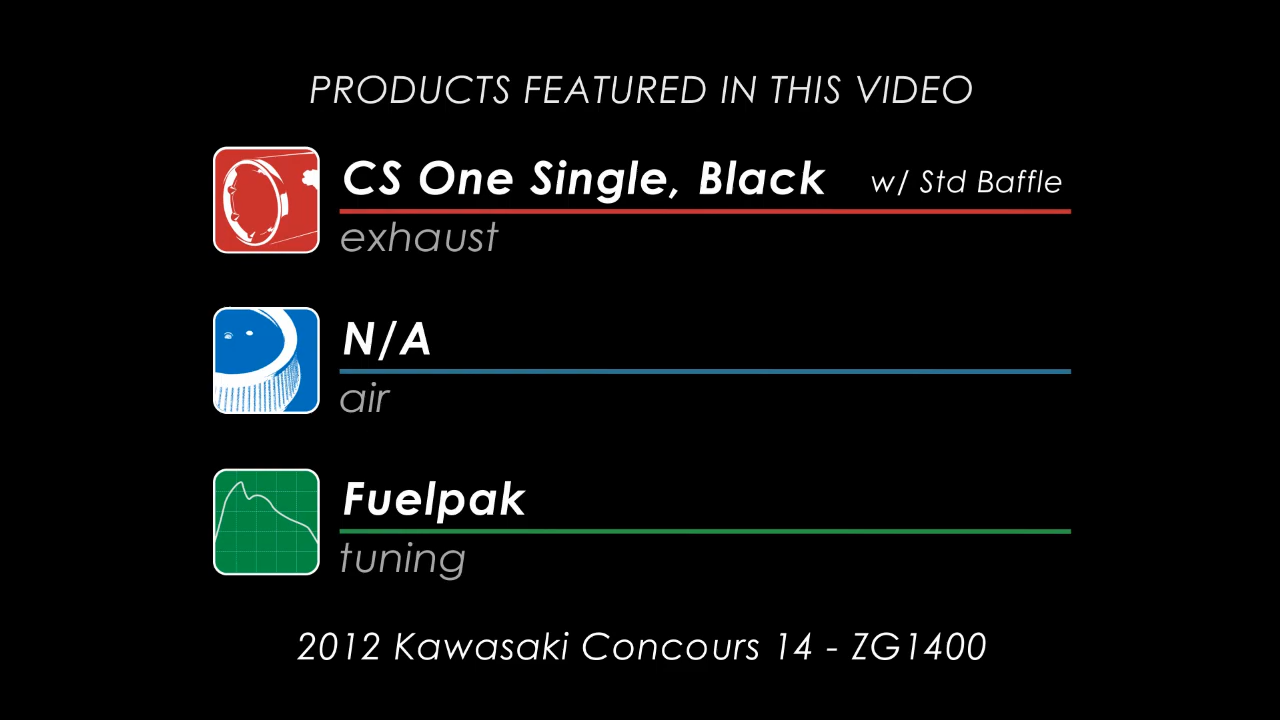 PRODUCTS FEATURED IN THIS VIDEO
CS One Single, Black w/ Std Baffle
exhaust
N/A
air
Fuelpak
tuning
2012 Kawasaki Concours 14 - ZG1400